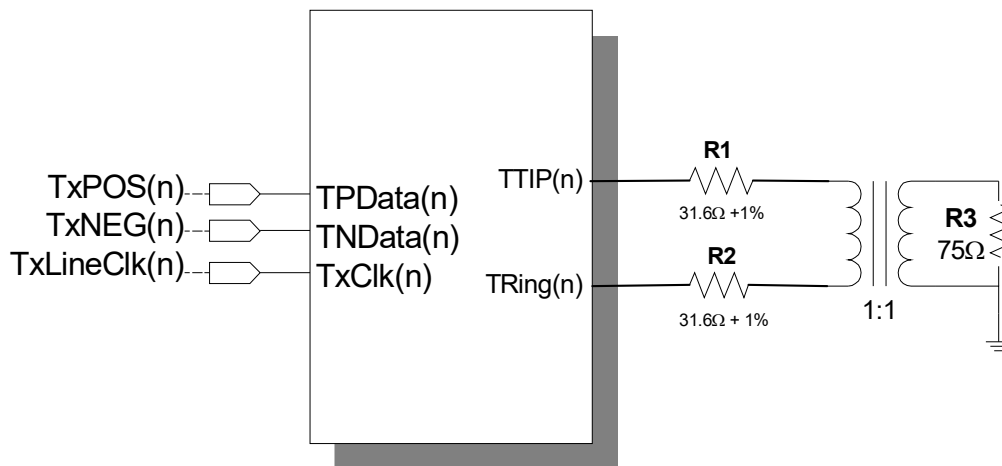 TxPOS(n)
TxNEG(n)
TxLineClk(n)
TPData(n)
TNData(n)
TxClk(n)
TTIP(n)
TRing(n)
R1
31.6Ω +1%
R2
31.6Ω + 1%
1:1
R3
75Ω